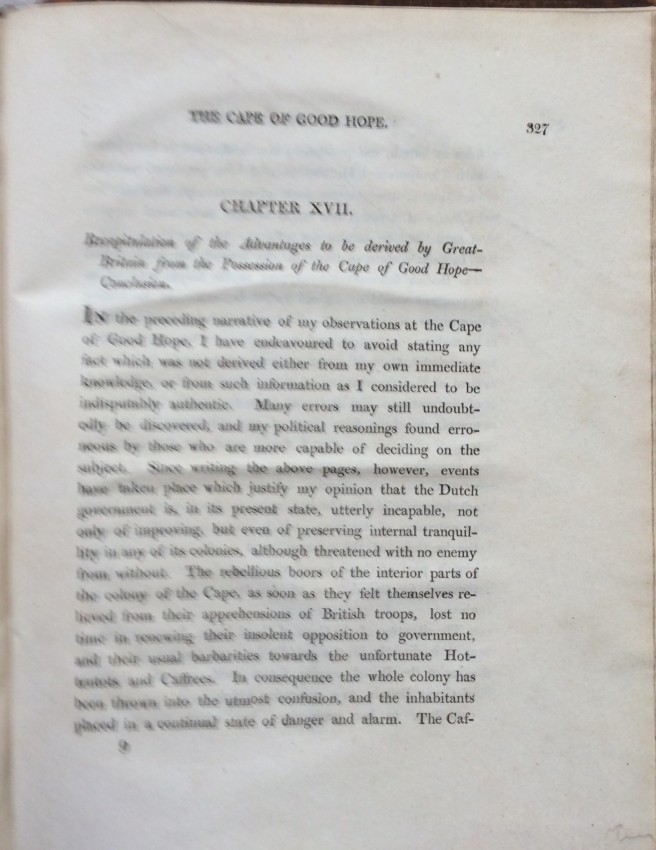 THE CAPE OF GOOD HOPE.
327
CHAPTER XVII.
Recapitulation of the Advantages to be derived by Great-
Britain from the Possession of the Cape of Good Hope—
Conclusion.
IN the preceding narrative of my observations at the Cape
of Good Hope, I have endeavoured to avoid stating any
fact which was not derived either from my own immediate
knowledge, or from such information as I considered to be
indisputably authentic. Many errors may still undoubt-
edly be discovered, and my political reasonings found erro-
neous by those who are more capable of deciding on the
subject. Since writing the above pages, however, events
have taken place which justify my opinion that the Dutch
government is, in its present state, utterly incapable, not
only of improving, but even of preserving internal tranquil-
lity in any of its colonies, although threatened with no enemy
from without. The rebellious boors of the interior parts of
the colony of the Cape, as soon as they felt themselves re-
lieved from their apprehensions of British troops, lost no
time in renewing their insolent opposition to government,
and their usual barbarities towards the unfortunate Hot-
tentots and Caffrees. In consequence the whole colony has
been thrown into the utmost confusion, and the inhabitants
placed in a continual state of danger and alarm. The Caf-